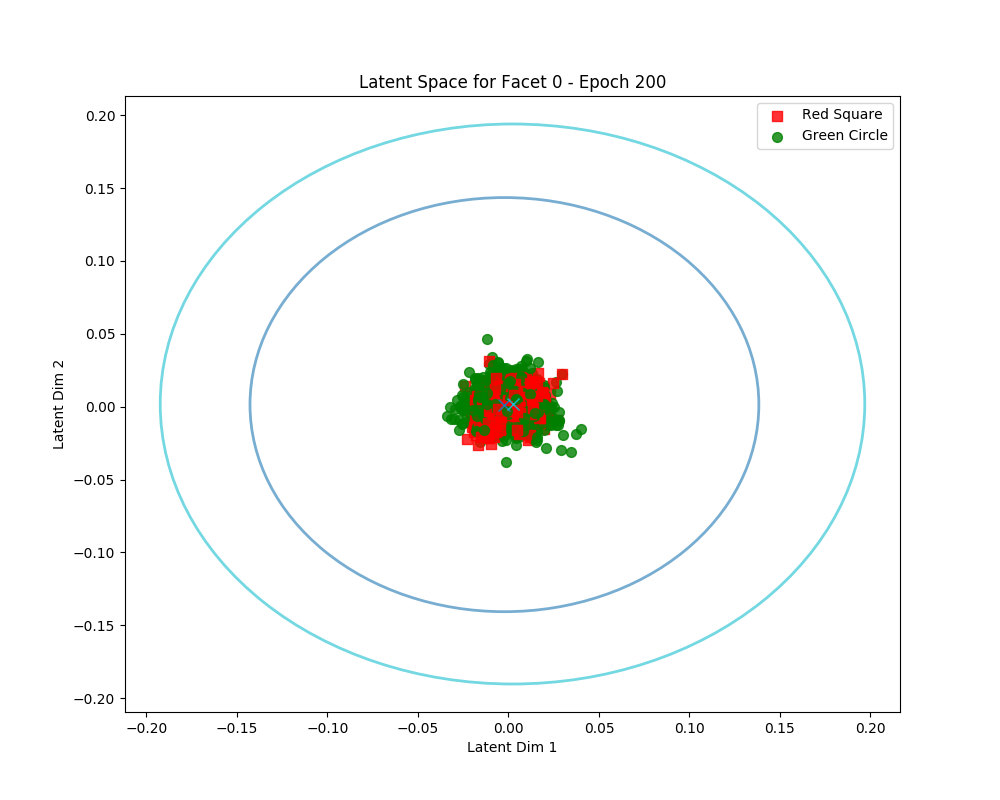 Latent Space for Facet 0 - Epoch 200
Red Square
Green Circle
0.20
0.15
0.10
0.05
0.00
−0.05
−0.10
−0.15
−0.20
Latent Dim 2
−0.20 −0.15 −0.10 −0.05 0.00 0.05 0.10 0.15 0.20
Latent Dim 1